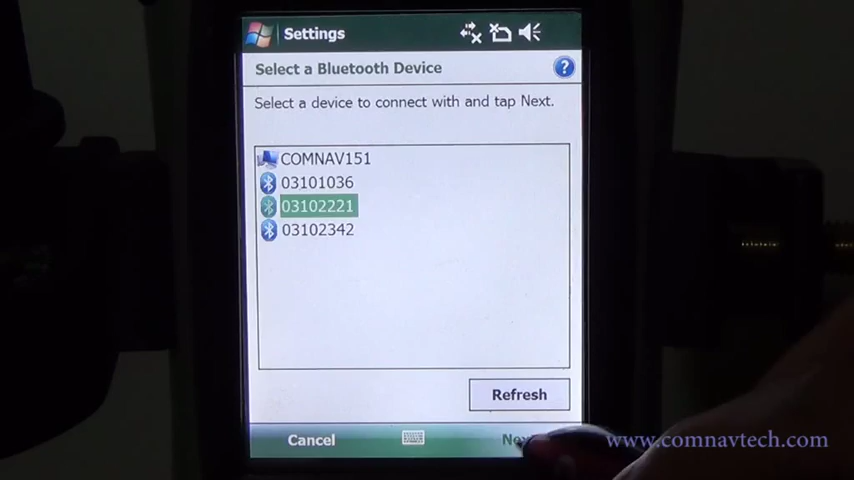 Settings
Select a Bluetooth Device
?
Select a device to connect with and tap Next.
COMNAV151
03101036
03102221
03102342
Refresh
Cancel
www.comnavtech.com